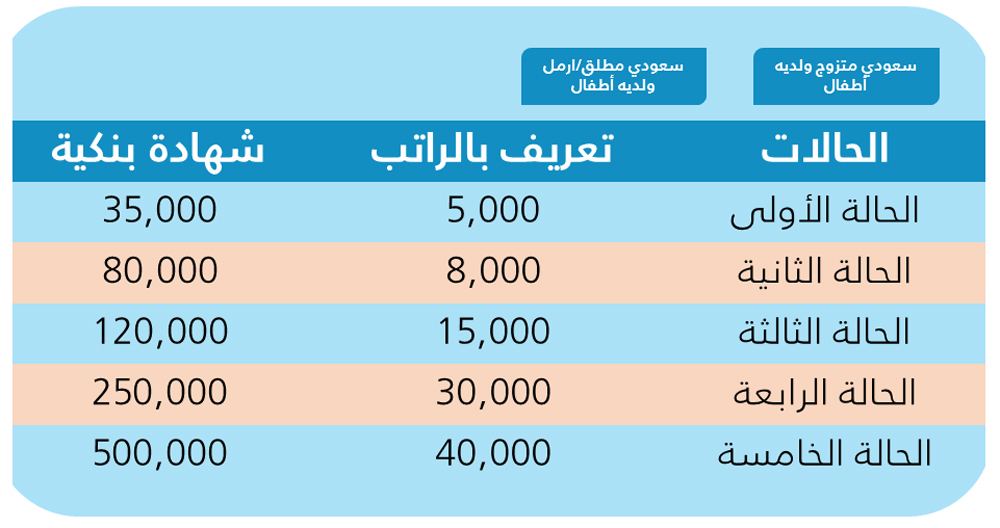 سعودي متزوج ولديه
أطفال
سعودي مطلق/ارمل
ولديه أطفال
الحالات تعريف بالراتب شهادة بنكية
الحالة الأولى 5,000 35,000
الحالة الثانية 8,000 80,000
الحالة الثالثة 15,000 120,000
الحالة الرابعة 30,000 250,000
الحالة الخامسة 40,000 500,000